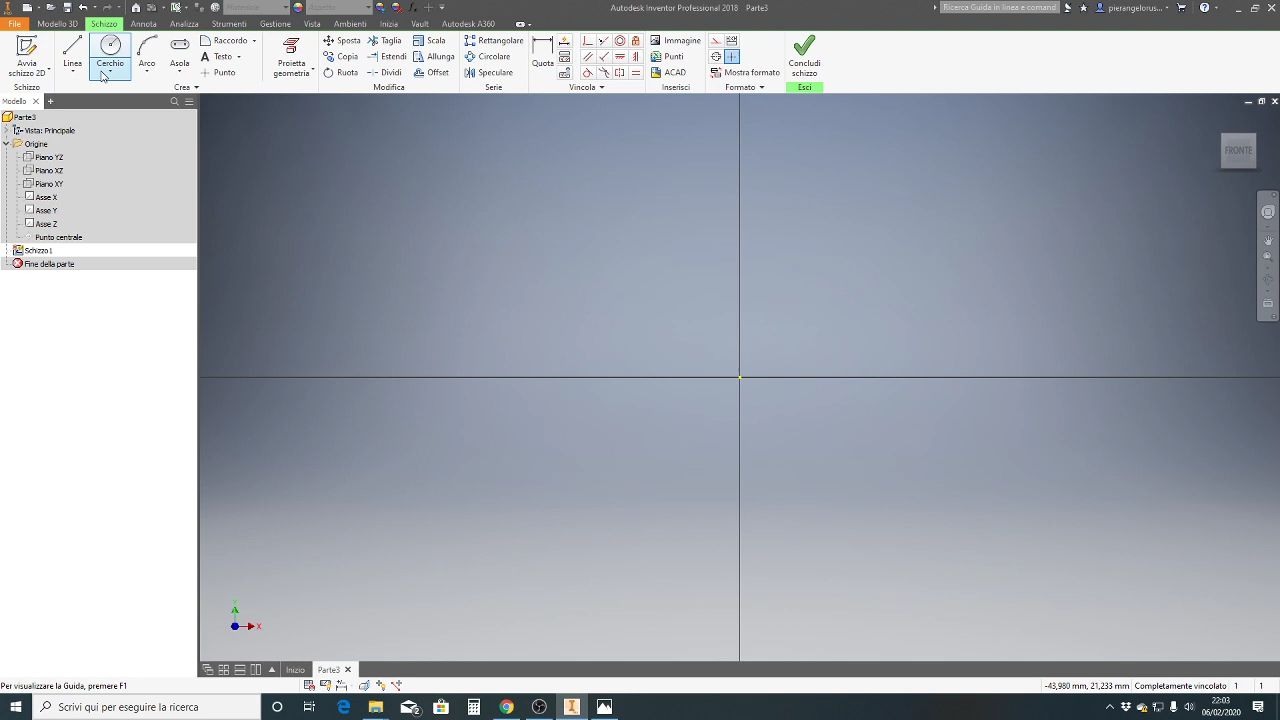 Materiale
Aspetto
Autodesk Inventor Professional 2018 Parte3
Ricerca Guida in linea e comand
pierangelorus...
File
Modello 3D
Schizzo
Annota
Analizza
Strumenti
Gestione
Vista
Ambienti
Inizia
Vault
Autodesk A360
Avvio schizzo 2D
Linea
Cerchio
Arco
Asola
Raccordo
Testo
Punto
Proietta geometria
Sposta
Copia
Ruota
Taglia
Estendi
Dividi
Scala
Allunga
Offset
Rettangolare
Circolare
Speculare
Quota
Immagine
Punti
ACAD
Mostra formato
Concludi schizzo
Schizzo
Crea
Modifica
Serie
Vincola
Inserisci
Formato
Esci
Modello
Parte3
Vista: Principale
Origine
Piano YZ
Piano XZ
Piano XY
Asse X
Asse Y
Asse Z
Punto centrale
Schizzo1
Fine della parte
FRONTE
Y
X
Inizio
Parte3
Per visualizzare la Guida, premere F1
-43,980 mm, 21,233 mm
Completamente vincolato
1
1
Scrivi qui per eseguire la ricerca
2
22:03
06/02/2020